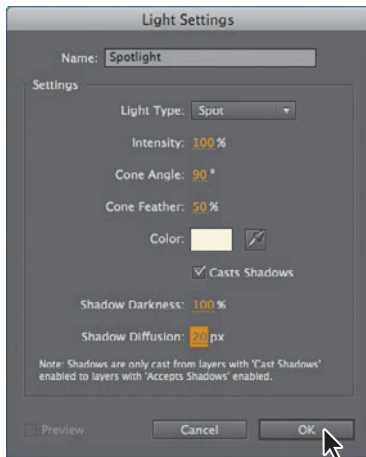 Light Settings
Name: Spotlight
Settings
Light Type: Spot
Intensity: 100 %
Cone Angle: 90 °
Cone Feather: 50 %
Color:
Casts Shadows
Shadow Darkness: 100 %
Shadow Diffusion: 20 px
Note: Shadows are only cast from layers with 'Cast Shadows'
enabled to layers with 'Accepts Shadows' enabled.
Preview Cancel OK